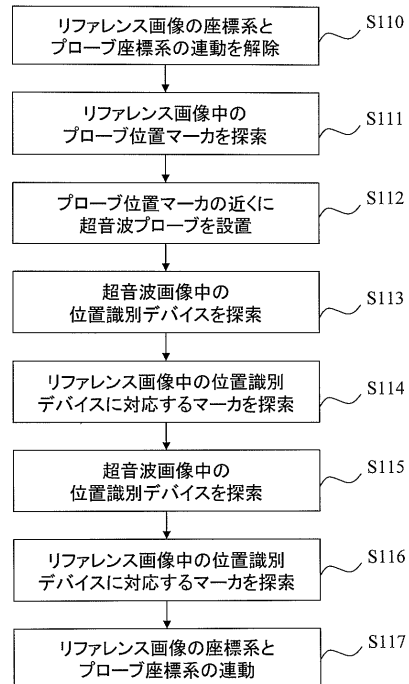 リファレンス画像の座標系と
プローブ座標系の連動を解除
S110
リファレンス画像中の
プローブ位置マーカを探索
S111
プローブ位置マーカの近くに
超音波プローブを設置
S112
超音波画像中の
位置識別デバイスを探索
S113
リファレンス画像中の位置識別
デバイスに対応するマーカを探索
S114
超音波画像中の
位置識別デバイスを探索
S115
リファレンス画像中の位置識別
デバイスに対応するマーカを探索
S116
リファレンス画像の座標系と
プローブ座標系の連動
S117